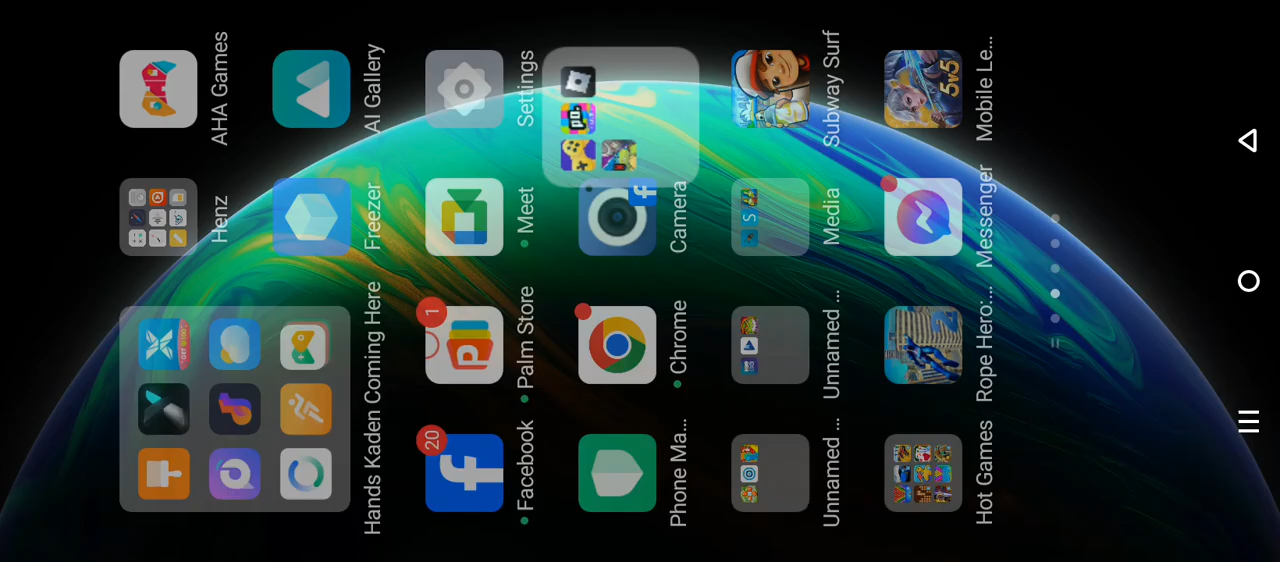 Henz
AHA Games
Hands Kaden Coming Here
Freezer
AI Gallery
20
1
Facebook
Palm Store
Meet
Settings
Phone Ma...
Chrome
Camera
Unnamed ...
Unnamed ...
Media
Subway Surf
5v5
Hot Games
Rope Hero:...
Messenger
Mobile Le...